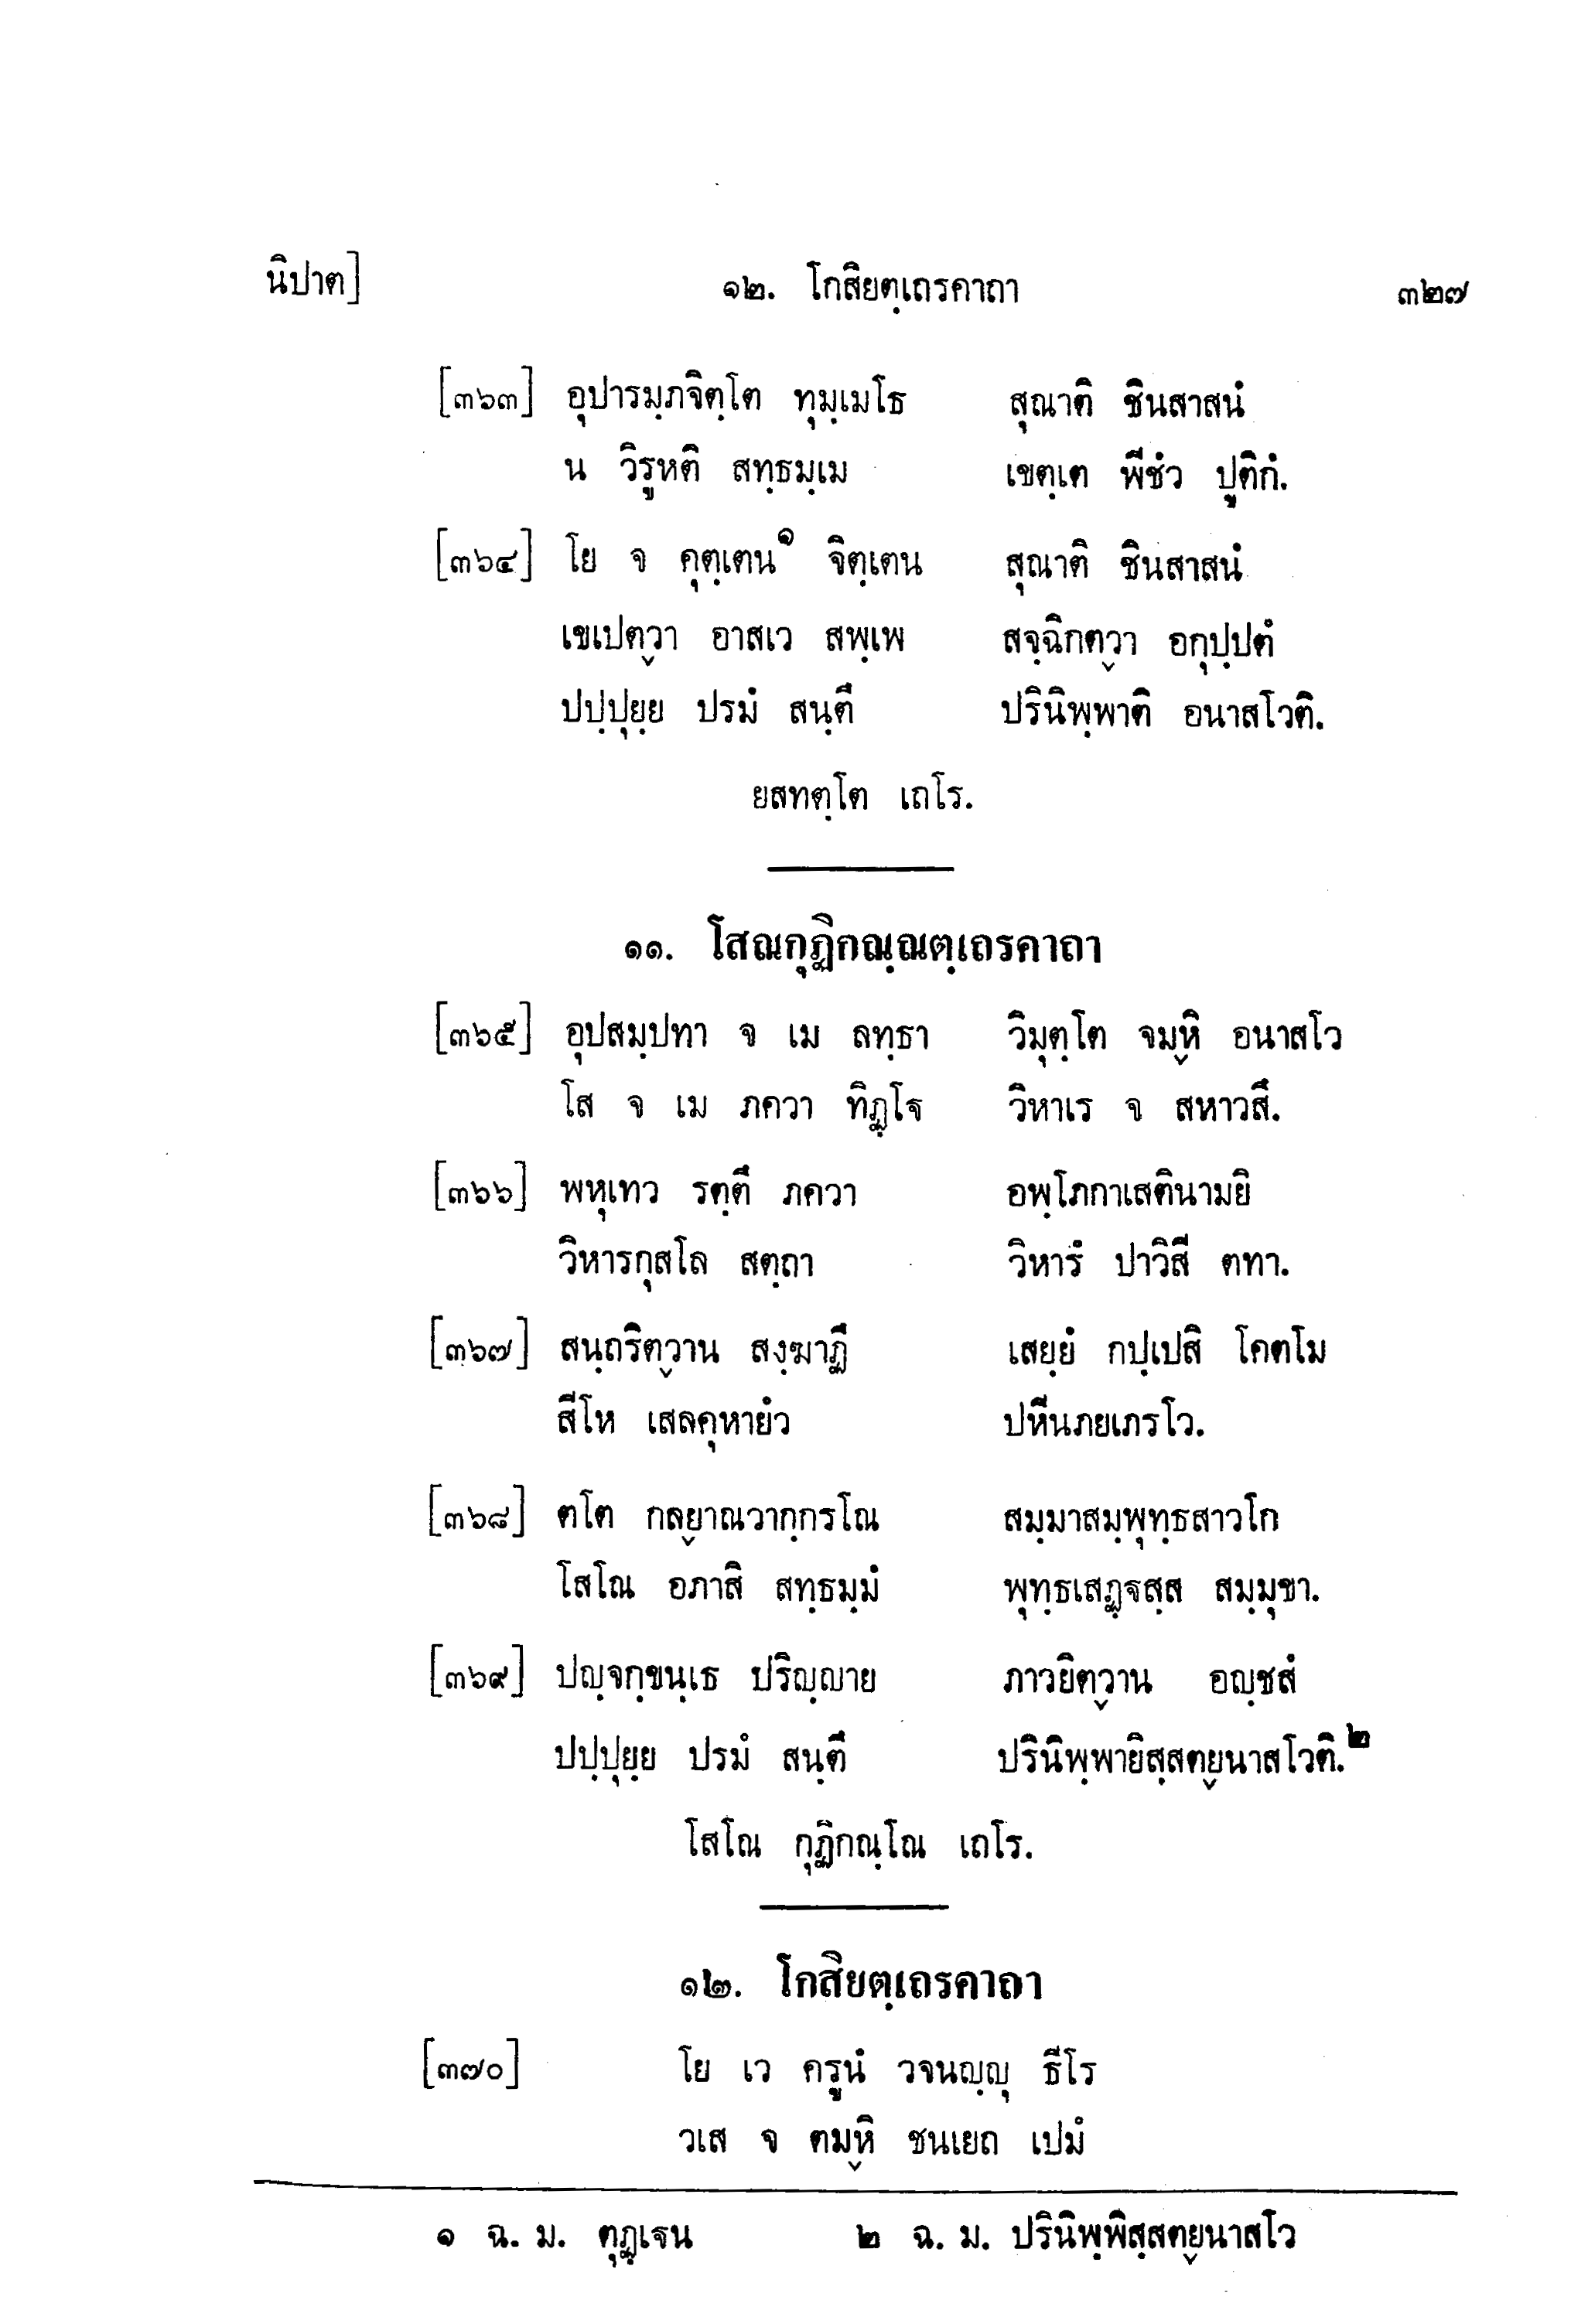 นิปาต] ๑๒. โกสิยตฺเถรคาถา ๓๒๗
[๓๖๓] อุปารมฺภจิตฺโต ทุมฺเมโธ สุณาติ ชินสาสนํ
น วิรูหติ สทฺธมฺเม เขตฺเต พีชํว ปูติกํ.
[๓๖๔] โย จ คุตฺเตน๑ จิตฺเตน สุณาติ ชินสาสนํ
เขเปตฺวา อาสเว สพฺเพ สจฺฉิกตฺวา อกุปฺปตํ
ปปฺปุยฺย ปรมํ สนฺตึ ปรินิพฺพาติ อนาสโวติ.
ยสทตฺโต เถโร.
๑๑. โสณกุฏิกณฺณตฺเถรคาถา
[๓๖๕] อุปสมฺปทา จ เม ลทฺธา วิมุตฺโต จมฺหิ อนาสโว
โส จ เม ภควา ทิฏฺโฐ วิหาเร จ สหาวสึ.
[๓๖๖] พหุเทว รตฺตึ ภควา อพฺโภกาเสตินามยิ
วิหารกุสโล สตฺถา วิหารํ ปาวิสี ตทา.
[๓๖๗] สนฺถริตฺวาน สงฺฆาฏึ เสยฺยํ กปฺเปสิ โคตโม
สีโห เสลคุหายํว ปหีนภยเภรโว.
[๓๖๘] ตโต กลฺยาณวากฺกรโณ สมฺมาสมฺพุทฺธสาวโก
โสโณ อภาสิ สทฺธมฺมํ พุทฺธเสฏฺฐสฺส สมฺมุขา.
[๓๖๙] ปญฺจกฺขนฺเธ ปริญฺญาย ภาวยิตฺวาน อญฺชสํ
ปปฺปุยฺย ปรมํ สนฺตึ ปรินิพฺพายิสฺสตฺยนาสโวติ.๒
โสโณ กุฏิกณฺโณ เถโร.
๑๒. โกสิยตฺเถรคาถา
[๓๗๐] โย เว ครูนํ วจนญฺญุ ธีโร
วเส จ ตมฺหิ ชนเยถ เปมํ
๑ ฉ. ม. ตุฏฺเฐน ๒ ฉ. ม. ปรินิพฺพิสฺสตฺยนาสโว